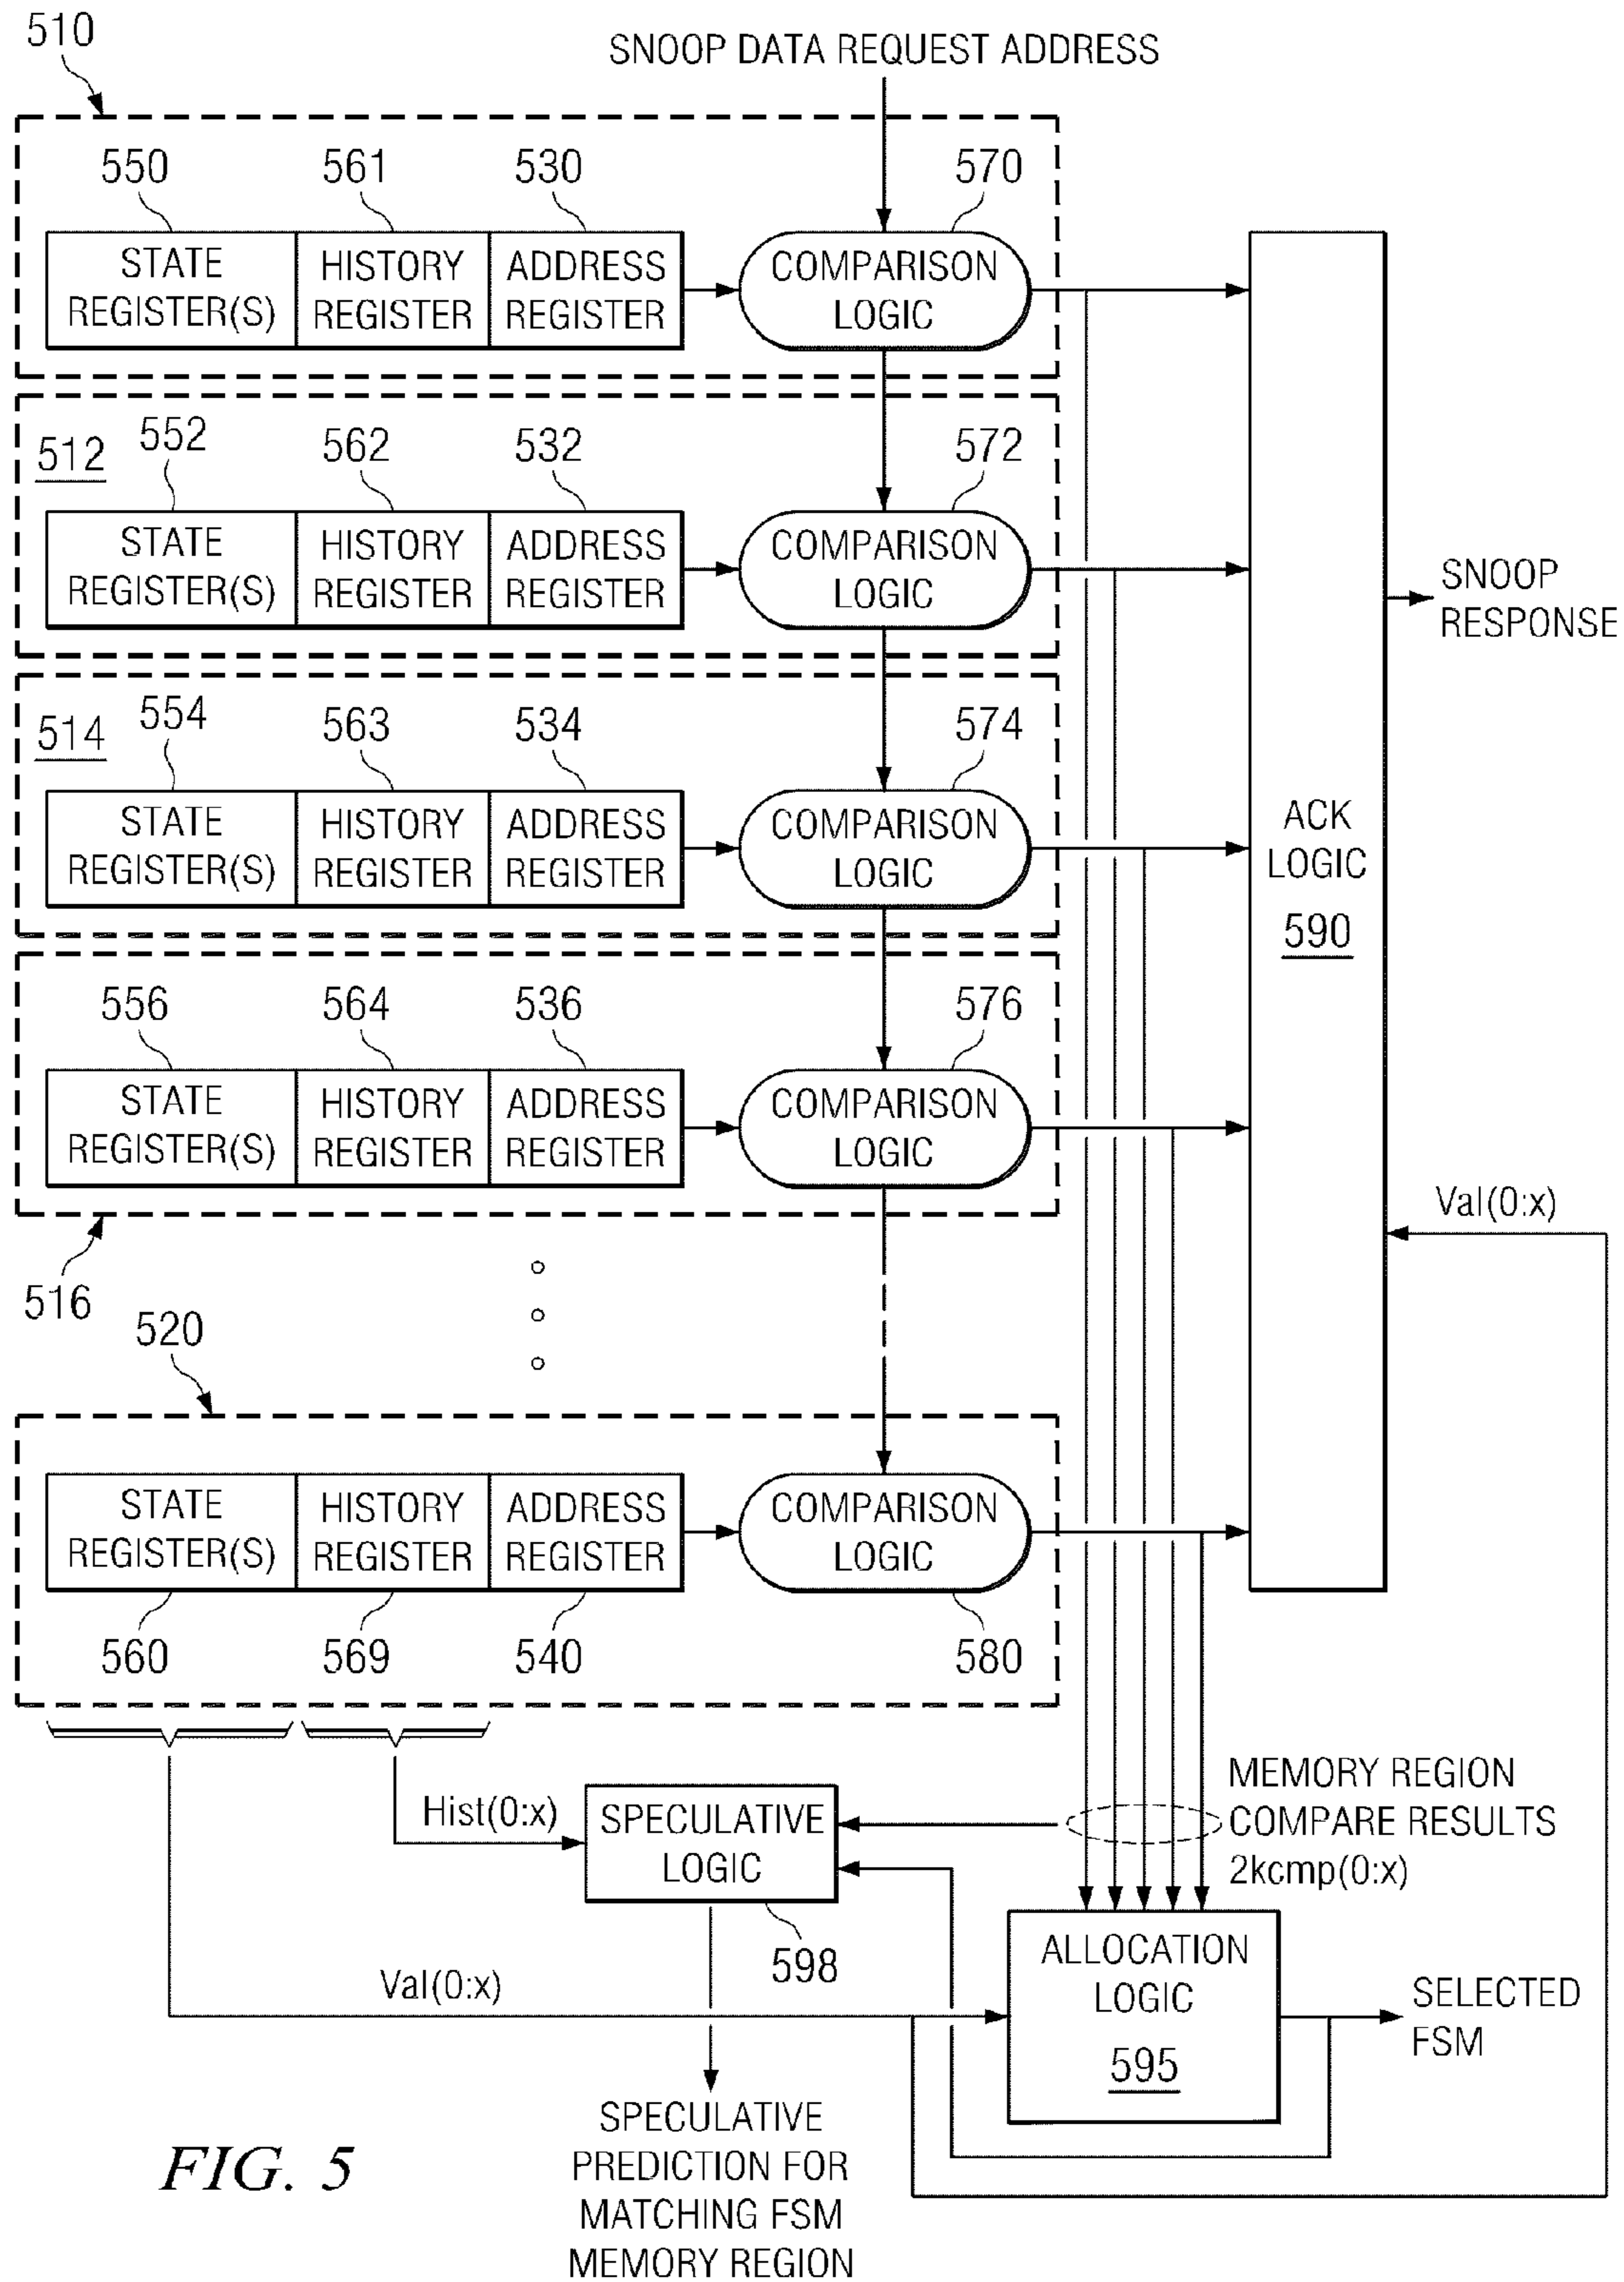 510
SNOOP DATA REQUEST ADDRESS
550 561 530 570
STATE REGISTER(S)
HISTORY REGISTER
ADDRESS REGISTER
COMPARISON LOGIC
512 552 562 532 572
STATE REGISTER(S)
HISTORY REGISTER
ADDRESS REGISTER
COMPARISON LOGIC
SNOOP
RESPONSE
514 554 563 534 574
STATE REGISTER(S)
HISTORY REGISTER
ADDRESS REGISTER
COMPARISON LOGIC
ACK
LOGIC
590
556 564 536 576
STATE REGISTER(S)
HISTORY REGISTER
ADDRESS REGISTER
COMPARISON LOGIC
Val(0:x)
516
520
STATE REGISTER(S)
HISTORY REGISTER
ADDRESS REGISTER
COMPARISON LOGIC
560 569 540 580
MEMORY REGION
COMPARE RESULTS
2kcmp(0:x)
Hist(0:x)
SPECULATIVE
LOGIC
598
Val(0:x)
ALLOCATION
LOGIC
595
SELECTED
FSM
SPECULATIVE
PREDICTION FOR
MATCHING FSM
MEMORY REGION
FIG. 5